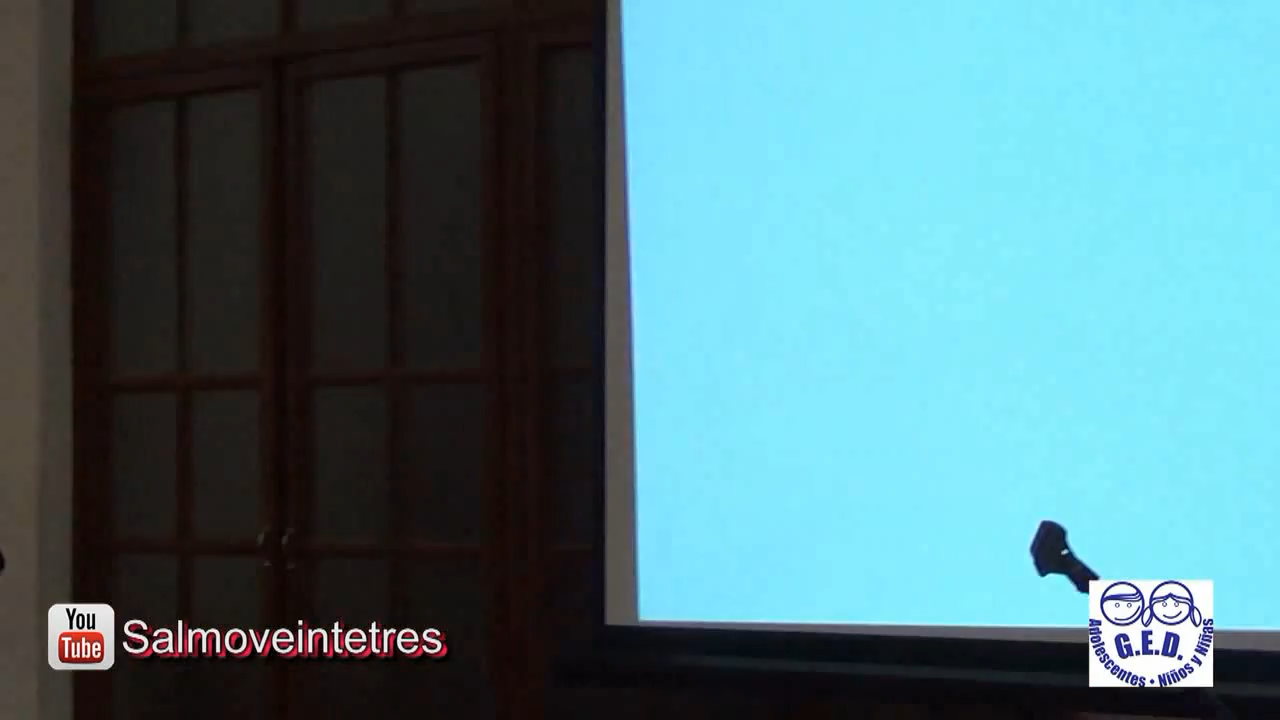 You
Tube
Salmoveintetres
G.E.D.
Adolescentes • Niños y Niñas